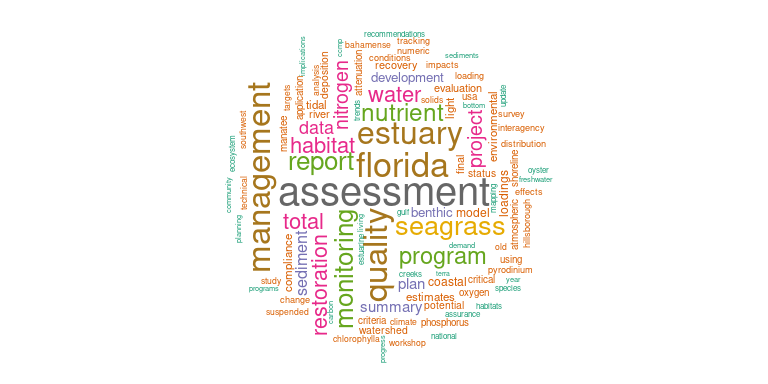 recommendations
bahamense
tracking
numeric
conditions
sediments
implications
ccmp
recovery
impacts
analysis
deposition
attenuation
development
loading
targets
application
nitrogen
water
evaluation
usa
update
tidal
solids
light
bottom
river
trends
nutrient
survey
southwest
manatee
data
estuary
project
environmental
interagency
management
habitat
distribution
ecosystem
report
florida
final
status
shoreline
oyster
freshwater
technical
community
assessment
mapping
effects
loadings
total
monitoring
gulf
benthic
model
atmospheric
hillsborough
planning
quality
living
estuarine
seagrass
compliance
sediment
restoration
program
demand
old
using
study
programs
creeks
terra
pyrodinium
change
plan
coastal
critical
year
species
suspended
carbon
summary
estimates
oxygen
potential
habitats
criteria
climate
phosphorus
assurance
watershed
chlorophylla
progress
workshop
national